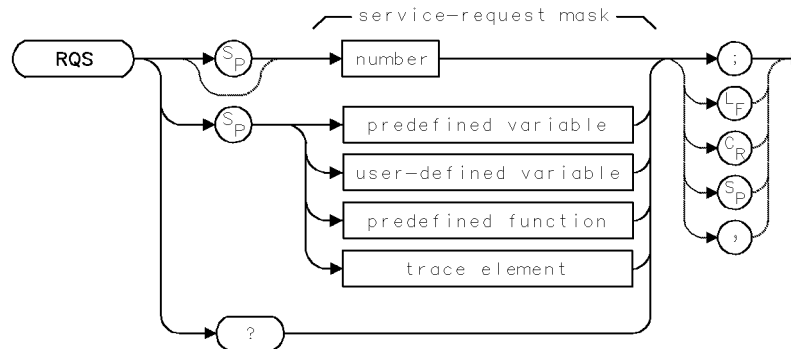 service-request mask
RQS
SP
number
;
SP
predefined variable
LF
user-defined variable
CR
predefined function
SP
trace element
,
?